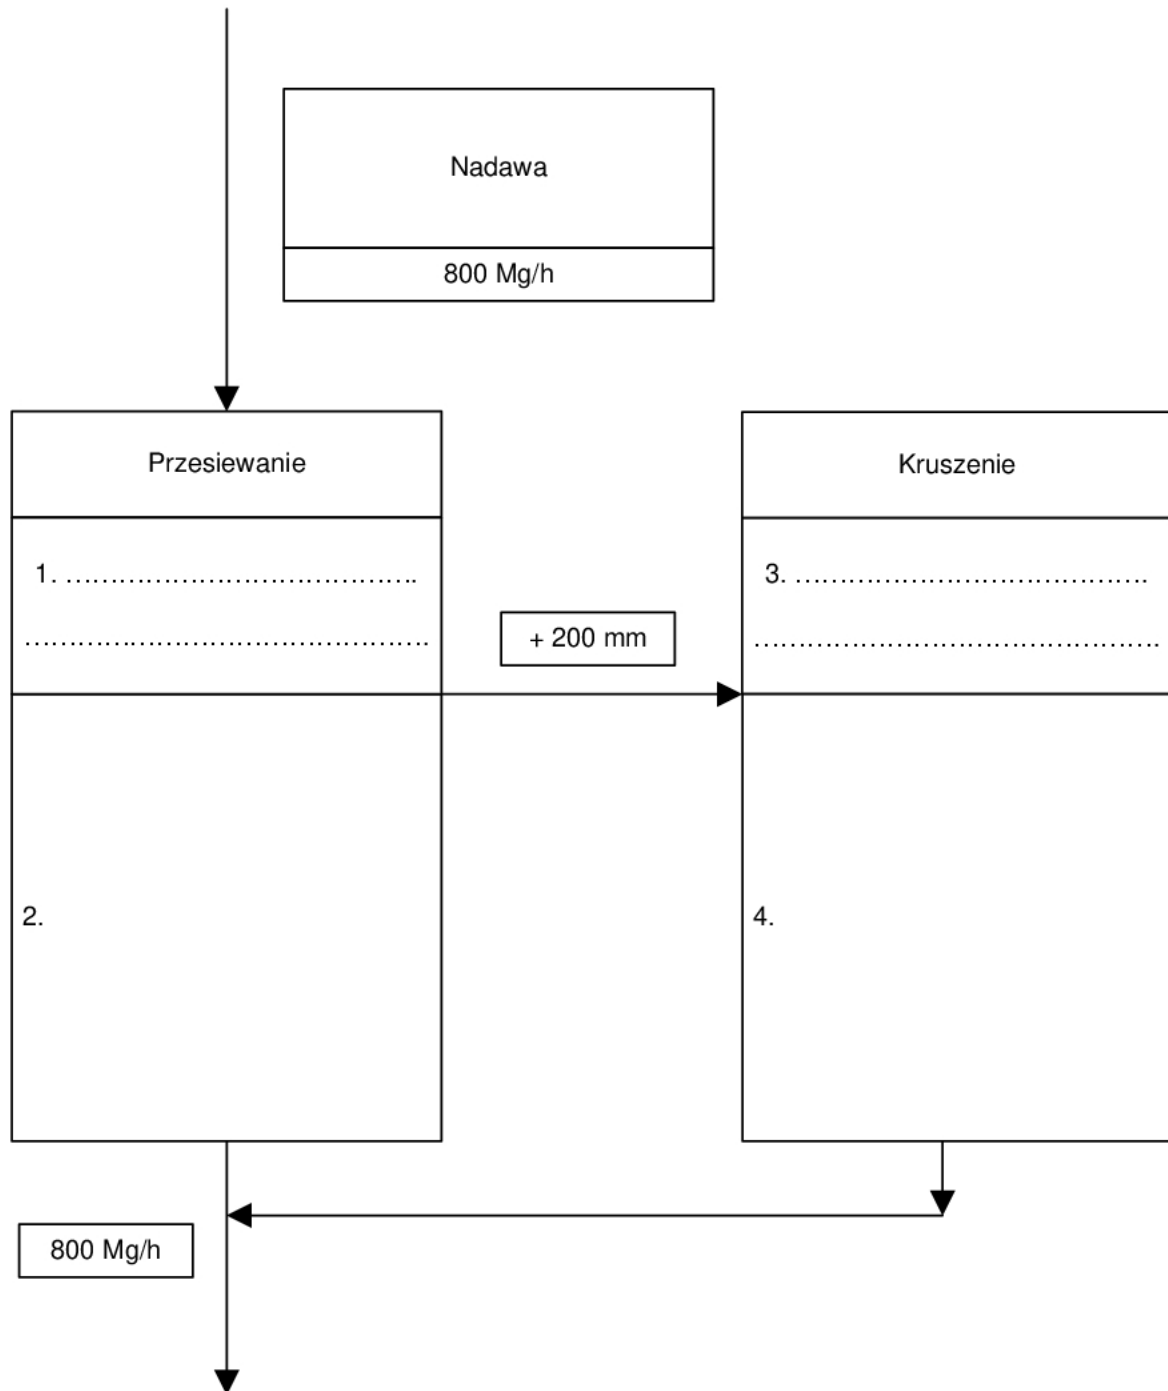 Nadawa
800 Mg/h
Przesiewanie
Kruszenie
1. ……………………………………
…………………………………………
3. ……………………………………
…………………………………………
+ 200 mm
2.
4.
800 Mg/h